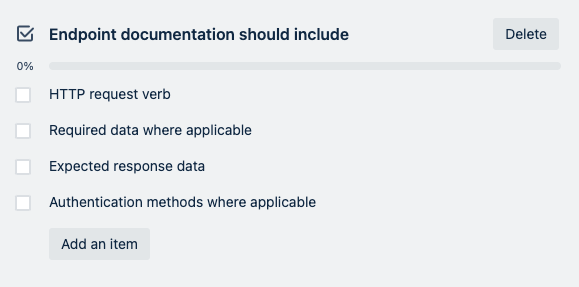 Endpoint documentation should include
Delete
0%
HTTP request verb
Required data where applicable
Expected response data
Authentication methods where applicable
Add an item